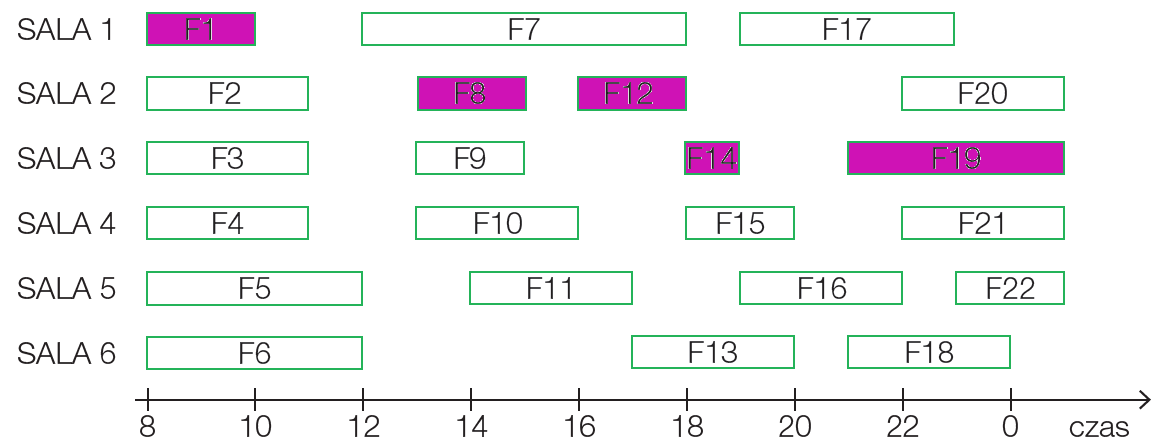 SALA 1 F1 F7 F17
SALA 2 F2 F8 F12 F20
SALA 3 F3 F9 F14 F19
SALA 4 F4 F10 F15 F21
SALA 5 F5 F11 F16 F22
SALA 6 F6 F13 F18
8 10 12 14 16 18 20 22 0 czas